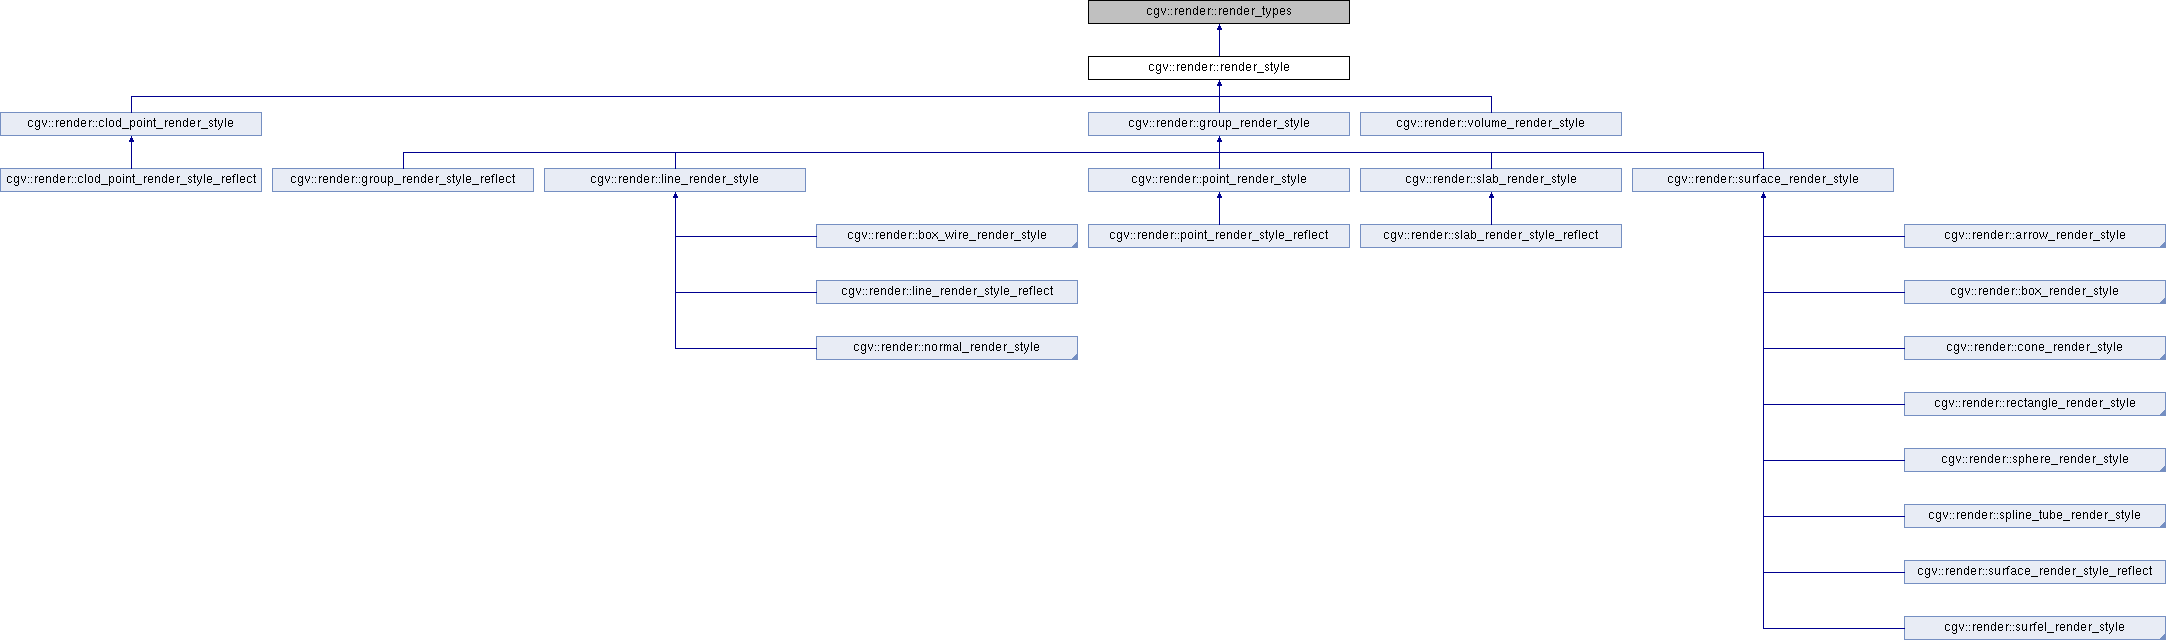 cgv::render::render_types
cgv::render::render_style
cgv::render::clod_point_render_style
cgv::render::group_render_style
cgv::render::volume_render_style
cgv::render::clod_point_render_style_reflect
cgv::render::group_render_style_reflect
cgv::render::line_render_style
cgv::render::point_render_style
cgv::render::slab_render_style
cgv::render::surface_render_style
cgv::render::box_wire_render_style
cgv::render::point_render_style_reflect
cgv::render::slab_render_style_reflect
cgv::render::arrow_render_style
cgv::render::line_render_style_reflect
cgv::render::box_render_style
cgv::render::normal_render_style
cgv::render::cone_render_style
cgv::render::rectangle_render_style
cgv::render::sphere_render_style
cgv::render::spline_tube_render_style
cgv::render::surface_render_style_reflect
cgv::render::surfel_render_style